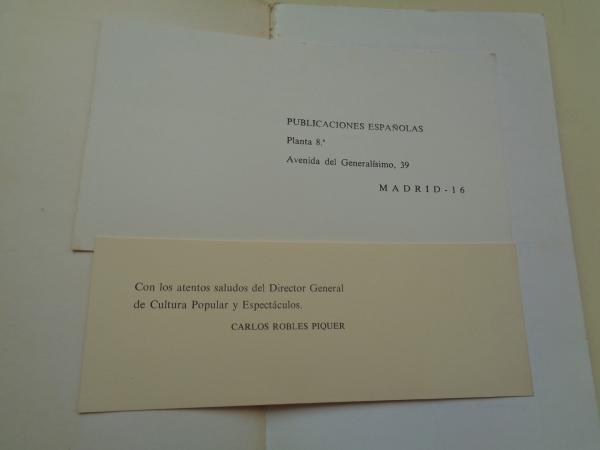 PUBLICACIONES ESPAÑOLAS
Planta 8.ª
Avenida del Generalísimo, 39
MADRID-16
Con los atentos saludos del Director General
de Cultura Popular y Espectáculos.
CARLOS ROBLES PIQUER